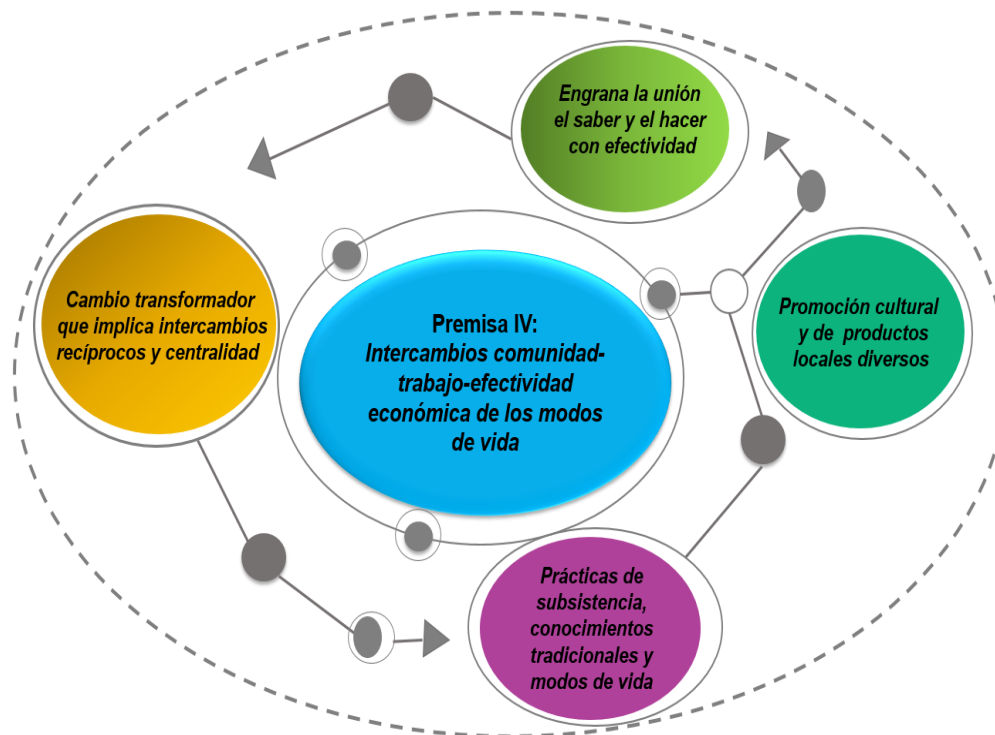 Engrana la unión
el saber y el hacer
con efectividad
Cambio transformador
que implica intercambios
recíprocos y centralidad
Premisa IV:
Intercambios comunidad-
trabajo-efectividad
económica de los modos
de vida
Promoción cultural
y de productos
locales diversos
Prácticas de
subsistencia,
conocimientos
tradicionales y
modos de vida